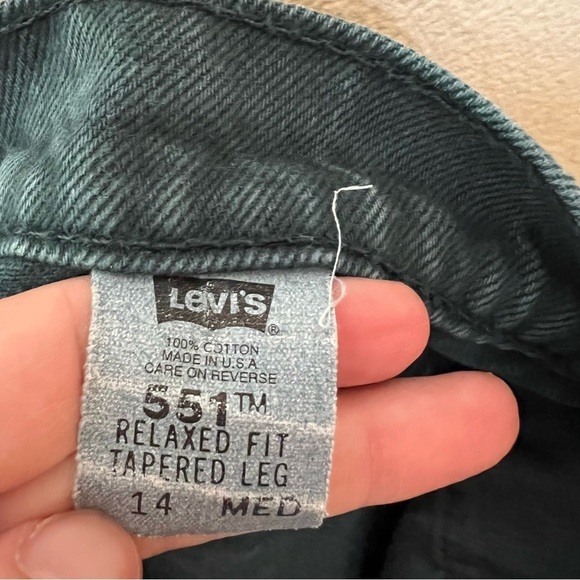 Levi's
®
100% COTTON
MADE IN U.S.A
CARE ON REVERSE
551™
RELAXED FIT
TAPERED LEG
14 MED